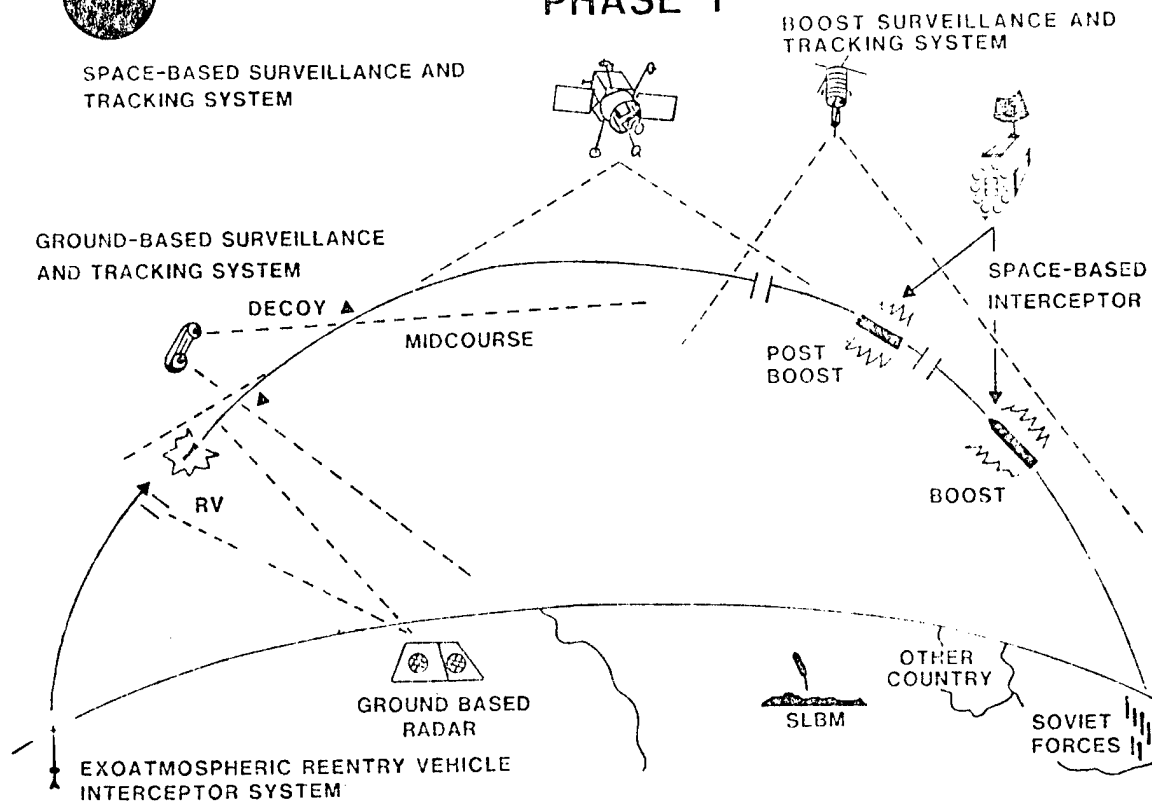 PHASE 1
BOOST SURVEILLANCE AND
TRACKING SYSTEM
SPACE-BASED SURVEILLANCE AND
TRACKING SYSTEM
GROUND-BASED SURVEILLANCE
AND TRACKING SYSTEM
SPACE-BASED
INTERCEPTOR
DECOY
MIDCOURSE
POST
BOOST
RV
BOOST
OTHER
COUNTRY
GROUND BASED
RADAR
SLBM
SOVIET
FORCES
EXOATMOSPHERIC REENTRY VEHICLE
INTERCEPTOR SYSTEM